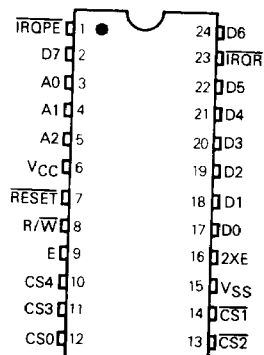 IRQPE 1 24 D6
D7 2 23 IRQR
A0 3 22 D5
A1 4 21 D4
A2 5 20 D3
VCC 6 19 D2
RESET 7 18 D1
R/W 8 17 D0
E 9 16 2XE
CS4 10 15 VSS
CS3 11 14 CS1
CS0 12 13 CS2